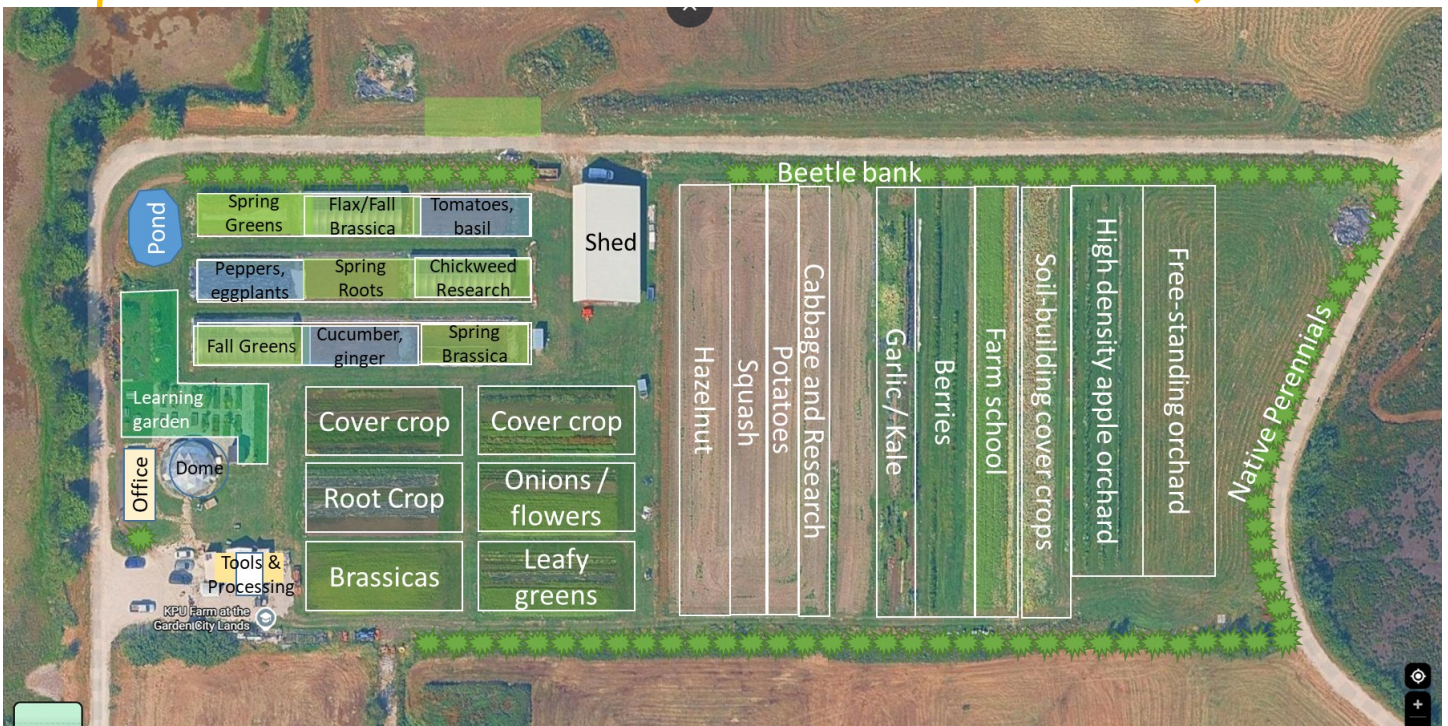 Beetle bank
Pond
Spring
Greens
Flax/Fall
Brassica
Tomatoes,
basil
Shed
Peppers,
eggplants
Spring
Roots
Chickweed
Research
Fall Greens
Cucumber,
ginger
Spring
Brassica
Learning
garden
Cover crop
Cover crop
Office
Dome
Root Crop
Onions /
flowers
Tools &
Processing
Brassicas
Leafy
greens
KPU Farm at the
Garden City Lands
Hazelnut
Squash
Potatoes
Cabbage and Research
Garlic / Kale
Berries
Farm school
Soil-building cover crops
High density apple orchard
Free-standing orchard
Native Perennials
+